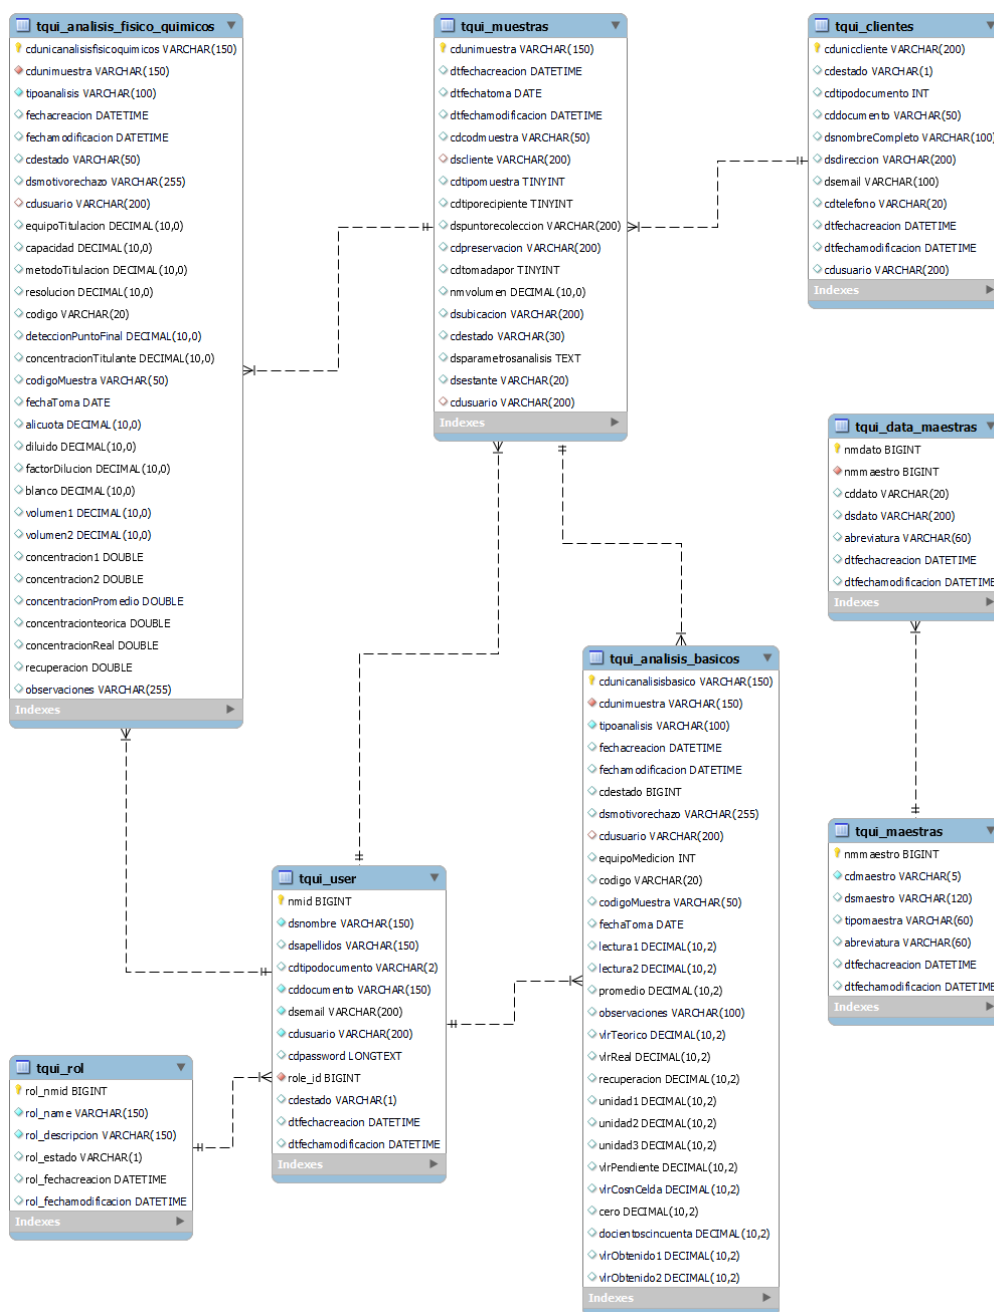 tqui_analisis_fisico_quimicos
cdunicanalisisfisicoquimicos VARCHAR(150)
cdunimuestra VARCHAR(150)
tipoanalisis VARCHAR(100)
fechacreacion DATETIME
fechamodificacion DATETIME
cdestado VARCHAR(50)
dsmotivorechazo VARCHAR(255)
cdusuario VARCHAR(200)
equipoTitulacion DECIMAL(10,0)
capacidad DECIMAL(10,0)
metodoTitulacion DECIMAL(10,0)
resolucion DECIMAL(10,0)
codigo VARCHAR(20)
deteccionPuntoFinal DECIMAL(10,0)
concentracionTitulante DECIMAL(10,0)
codigoMuestra VARCHAR(50)
fechaToma DATE
alicuota DECIMAL(10,0)
diluido DECIMAL(10,0)
factorDilucion DECIMAL(10,0)
blanco DECIMAL(10,0)
volumen1 DECIMAL(10,0)
volumen2 DECIMAL(10,0)
concentracion1 DOUBLE
concentracion2 DOUBLE
concentracionPromedio DOUBLE
concentracionteorica DOUBLE
concentracionReal DOUBLE
recuperacion DOUBLE
observaciones VARCHAR(255)
Indexes
tqui_muestras
cdunimuestra VARCHAR(150)
dtfechacreacion DATETIME
dtfechatoma DATE
dtfechamodificacion DATETIME
cdcodmuestra VARCHAR(50)
dscliente VARCHAR(200)
cdtipomuestra TINYINT
cdtiporecipiente TINYINT
dspuntorecoleccion VARCHAR(200)
cdpreservacion VARCHAR(200)
cdtomadapor TINYINT
nmvolumen DECIMAL(10,0)
dsubicacion VARCHAR(200)
cdestado VARCHAR(30)
dsparametrosanalisis TEXT
dsestante VARCHAR(20)
cdusuario VARCHAR(200)
Indexes
tqui_clientes
cduniccliente VARCHAR(200)
cdestado VARCHAR(1)
cdtipodocumento INT
cddocumento VARCHAR(50)
dsnombreCompleto VARCHAR(100)
dsdireccion VARCHAR(200)
dsemail VARCHAR(100)
cdtelefono VARCHAR(20)
dtfechacreacion DATETIME
dtfechamodificacion DATETIME
cdusuario VARCHAR(200)
Indexes
tqui_data_maestras
nmdato BIGINT
nmmaestro BIGINT
cddato VARCHAR(20)
dsdato VARCHAR(200)
abreviatura VARCHAR(60)
dtfechacreacion DATETIME
dtfechamodificacion DATETIME
Indexes
tqui_analisis_basicos
cdunicanalisisbasico VARCHAR(150)
cdunimuestra VARCHAR(150)
tipoanalisis VARCHAR(100)
fechacreacion DATETIME
fechamodificacion DATETIME
cdestado BIGINT
dsmotivorechazo VARCHAR(255)
cdusuario VARCHAR(200)
equipoMedicion INT
codigo VARCHAR(20)
codigoMuestra VARCHAR(50)
fechaToma DATE
lectura1 DECIMAL(10,2)
lectura2 DECIMAL(10,2)
promedio DECIMAL(10,2)
observaciones VARCHAR(100)
vlrTeorico DECIMAL(10,2)
vlrReal DECIMAL(10,2)
recuperacion DECIMAL(10,2)
unidad1 DECIMAL(10,2)
unidad2 DECIMAL(10,2)
unidad3 DECIMAL(10,2)
vlrPendiente DECIMAL(10,2)
vlrCosnCelda DECIMAL(10,2)
cero DECIMAL(10,2)
docientoscincuenta DECIMAL(10,2)
vlrObtenido1 DECIMAL(10,2)
vlrObtenido2 DECIMAL(10,2)
Indexes
tqui_maestras
nmmaestro BIGINT
cdmaestro VARCHAR(5)
dsmaestro VARCHAR(120)
tipomaestra VARCHAR(60)
abreviatura VARCHAR(60)
dtfechacreacion DATETIME
dtfechamodificacion DATETIME
Indexes
tqui_user
nmid BIGINT
dsnombre VARCHAR(150)
dsapellidos VARCHAR(150)
cdtipodocumento VARCHAR(2)
cddocumento VARCHAR(150)
dsemail VARCHAR(200)
cdusuario VARCHAR(200)
cdpassword LONGTEXT
role_id BIGINT
cdestado VARCHAR(1)
dtfechacreacion DATETIME
dtfechamodificacion DATETIME
Indexes
tqui_rol
rol_nmid BIGINT
rol_name VARCHAR(150)
rol_descripcion VARCHAR(150)
rol_estado VARCHAR(1)
rol_fechacreacion DATETIME
rol_fechamodificacion DATETIME
Indexes